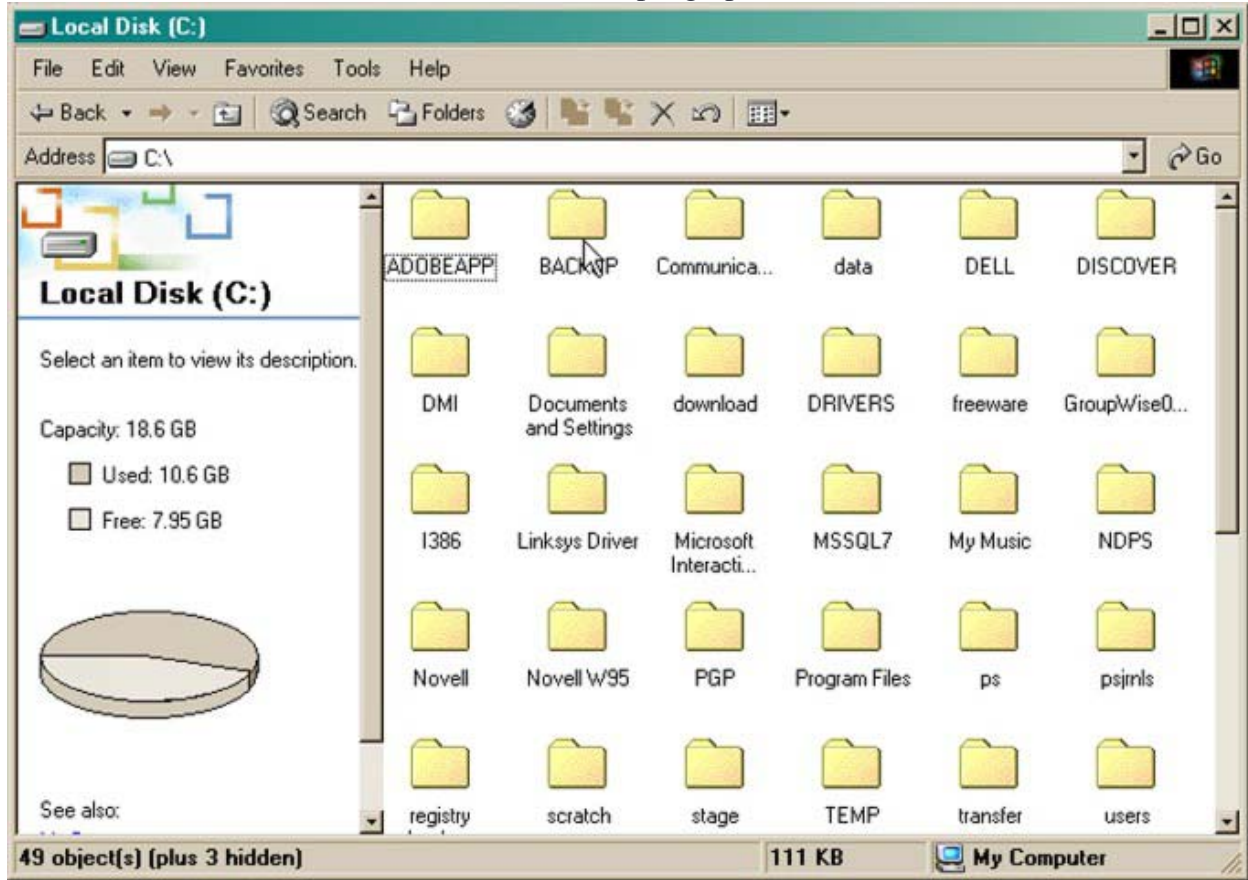 Local Disk (C:)
File Edit View Favorites Tools Help
Back Search Folders
Address C:\ Go
Local Disk (C:)
Select an item to view its description.
Capacity: 18.6 GB
Used: 10.6 GB
Free: 7.95 GB
See also:
ADOBEAPP BACKUP Communica... data DELL DISCOVER
DMI Documents and Settings download DRIVERS freeware GroupWise0...
I386 Linksys Driver Microsoft Interacti... MSSQL7 My Music NDPS
Novell Novell W95 PGP Program Files ps psjrnls
registry scratch stage TEMP transfer users
49 object(s) (plus 3 hidden) 111 KB My Computer